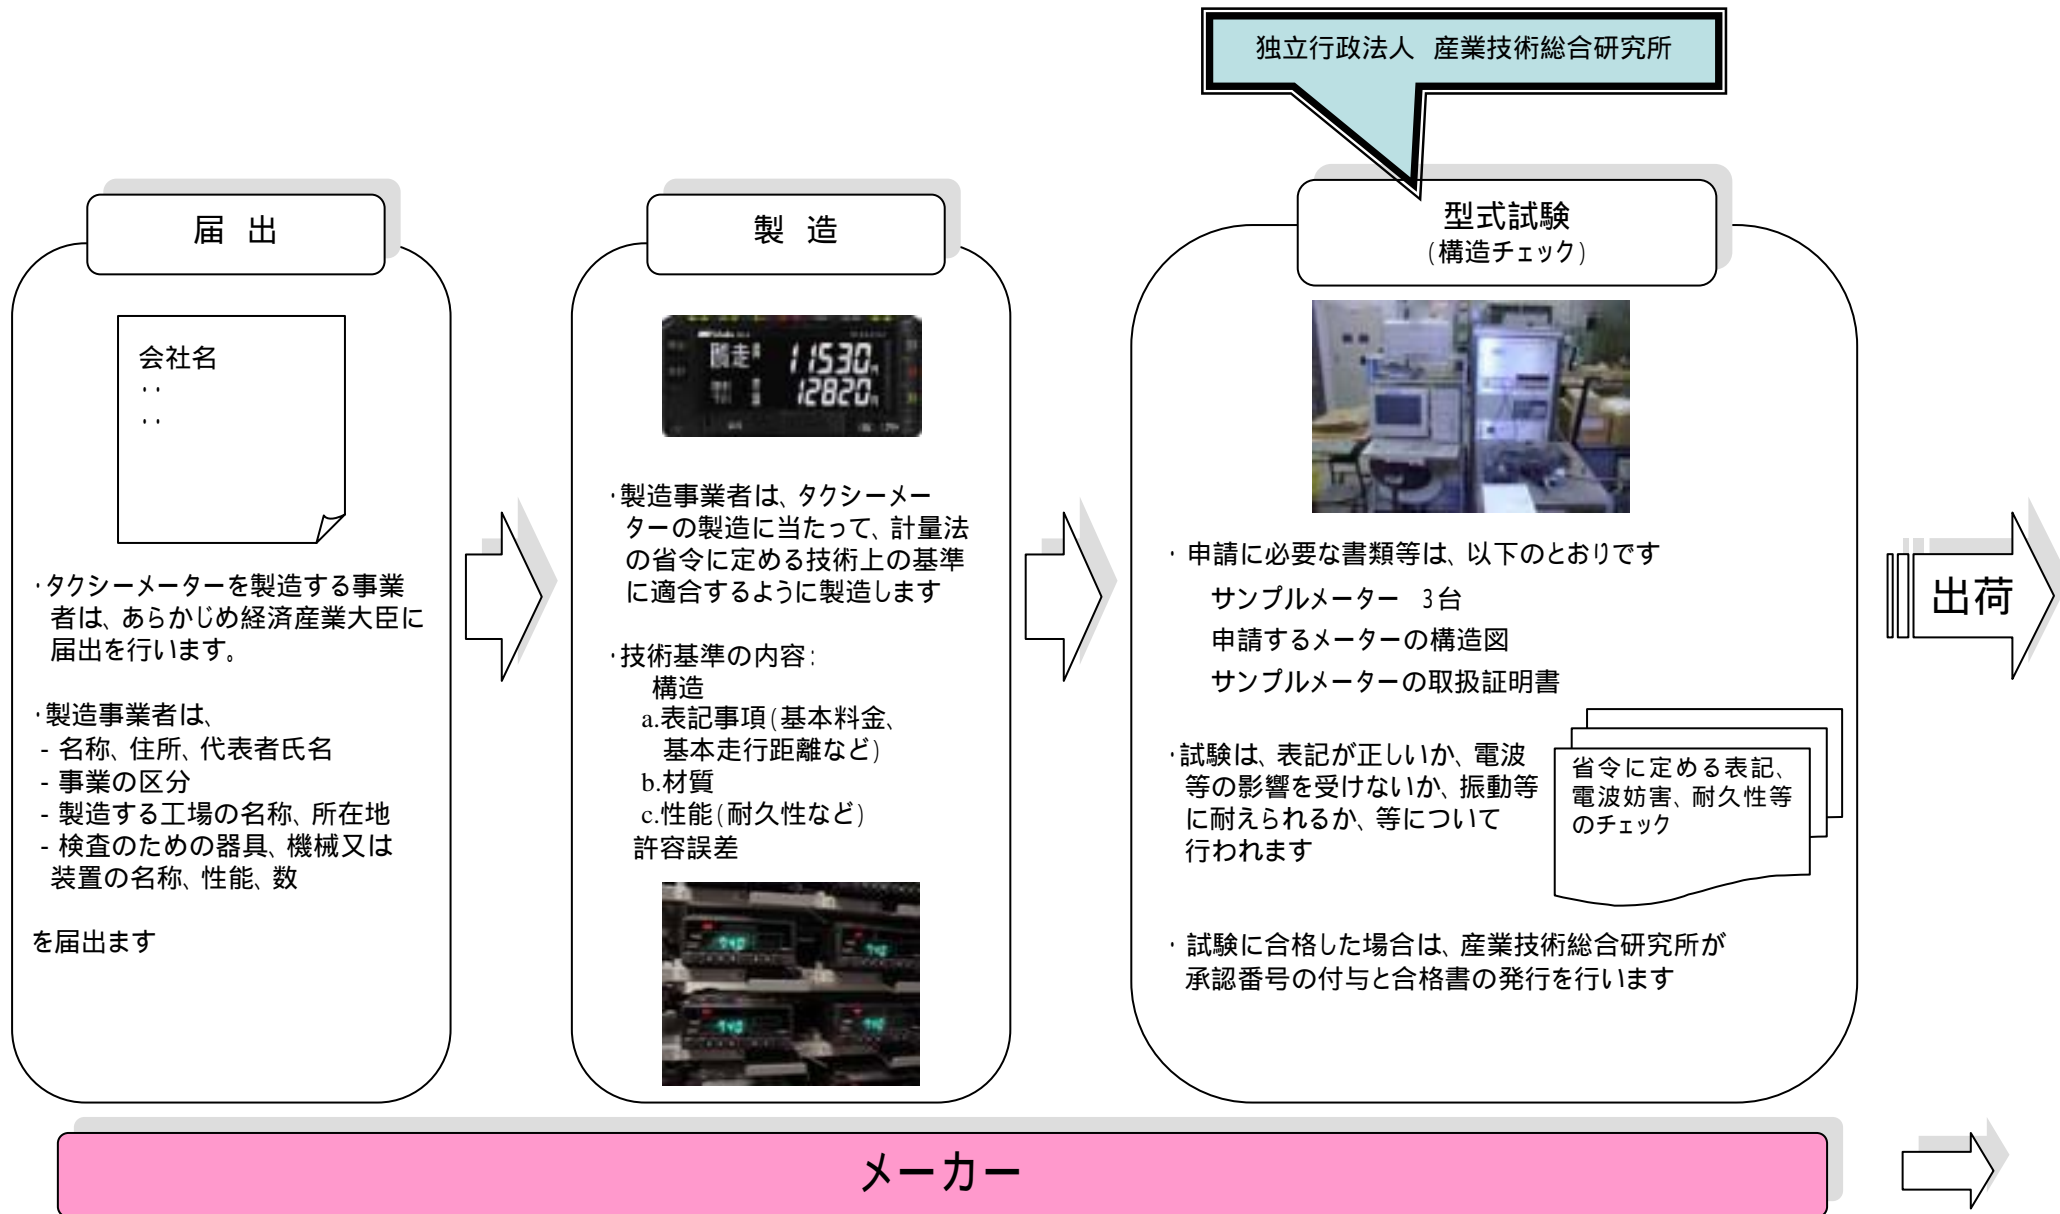 独立行政法人　産業技術総合研究所
届 出
会社名
・・
・・
・タクシーメーターを製造する事業
者は、あらかじめ経済産業大臣に
届出を行います。
・製造事業者は、
- 名称、住所、代表者氏名
- 事業の区分
- 製造する工場の名称、所在地
- 検査のための器具、機械又は
装置の名称、性能、数
を届出ます
製 造
11530
12820
・製造事業者は、タクシーメー
ターの製造に当たって、計量法
の省令に定める技術上の基準
に適合するように製造します
・技術基準の内容:
構造
a.表記事項(基本料金、
基本走行距離など)
b.材質
c.性能(耐久性など)
許容誤差
型式試験
(構造チェック)
・ 申請に必要な書類等は、以下のとおりです
サンプルメーター　3台
申請するメーターの構造図
サンプルメーターの取扱証明書
・試験は、表記が正しいか、電波
等の影響を受けないか、振動等
に耐えられるか、等について
行われます
省令に定める表記、
電波妨害、耐久性等
のチェック
・ 試験に合格した場合は、産業技術総合研究所が
承認番号の付与と合格書の発行を行います
出荷
メーカー